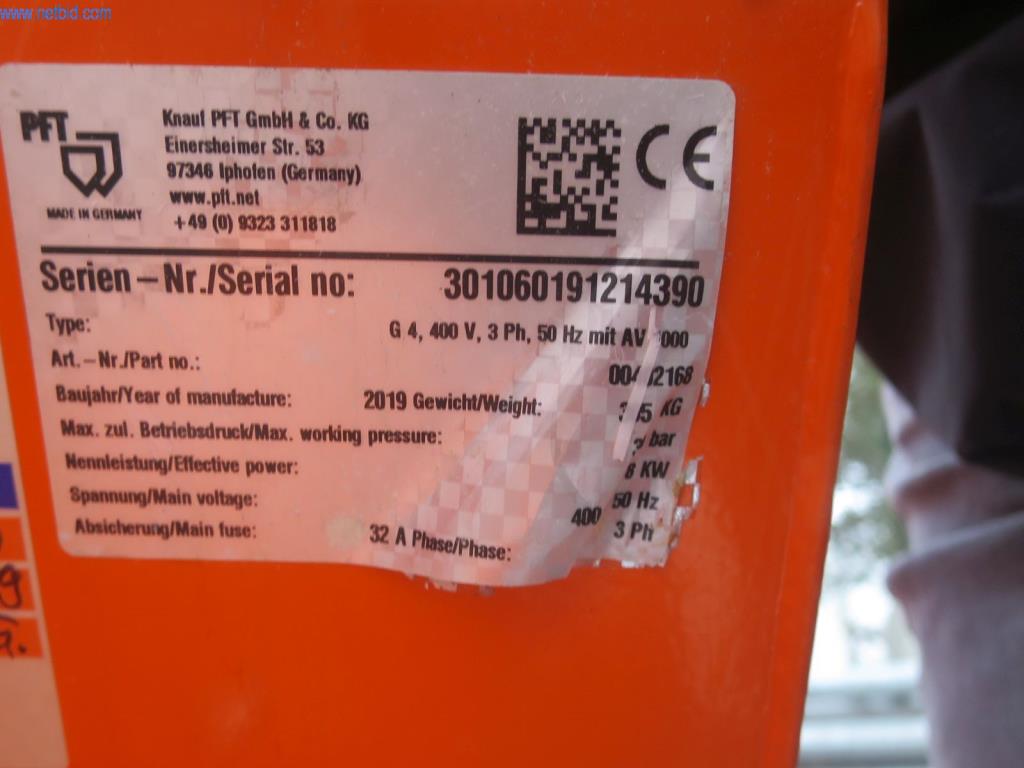 www.netbid.com
PFT
MADE IN GERMANY
Knauf PFT GmbH & Co. KG
Einersheimer Str. 53
97346 Iphofen (Germany)
www.pft.net
+49 (0) 9323 311818
CE
Serien-Nr./Serial no: 301060191214390
Type: G 4, 400 V, 3 Ph, 50 Hz mit AV
Art.-Nr./Part no.:
Baujahr/Year of manufacture: 2019 Gewicht/Weight: KG
Max. zul. Betriebsdruck/Max. working pressure: bar
Nennleistung/Effective power: 8 KW
Spannung/Main voltage: 400 50 Hz
Absicherung/Main fuse: 32 A Phase/Phase: 3 Ph